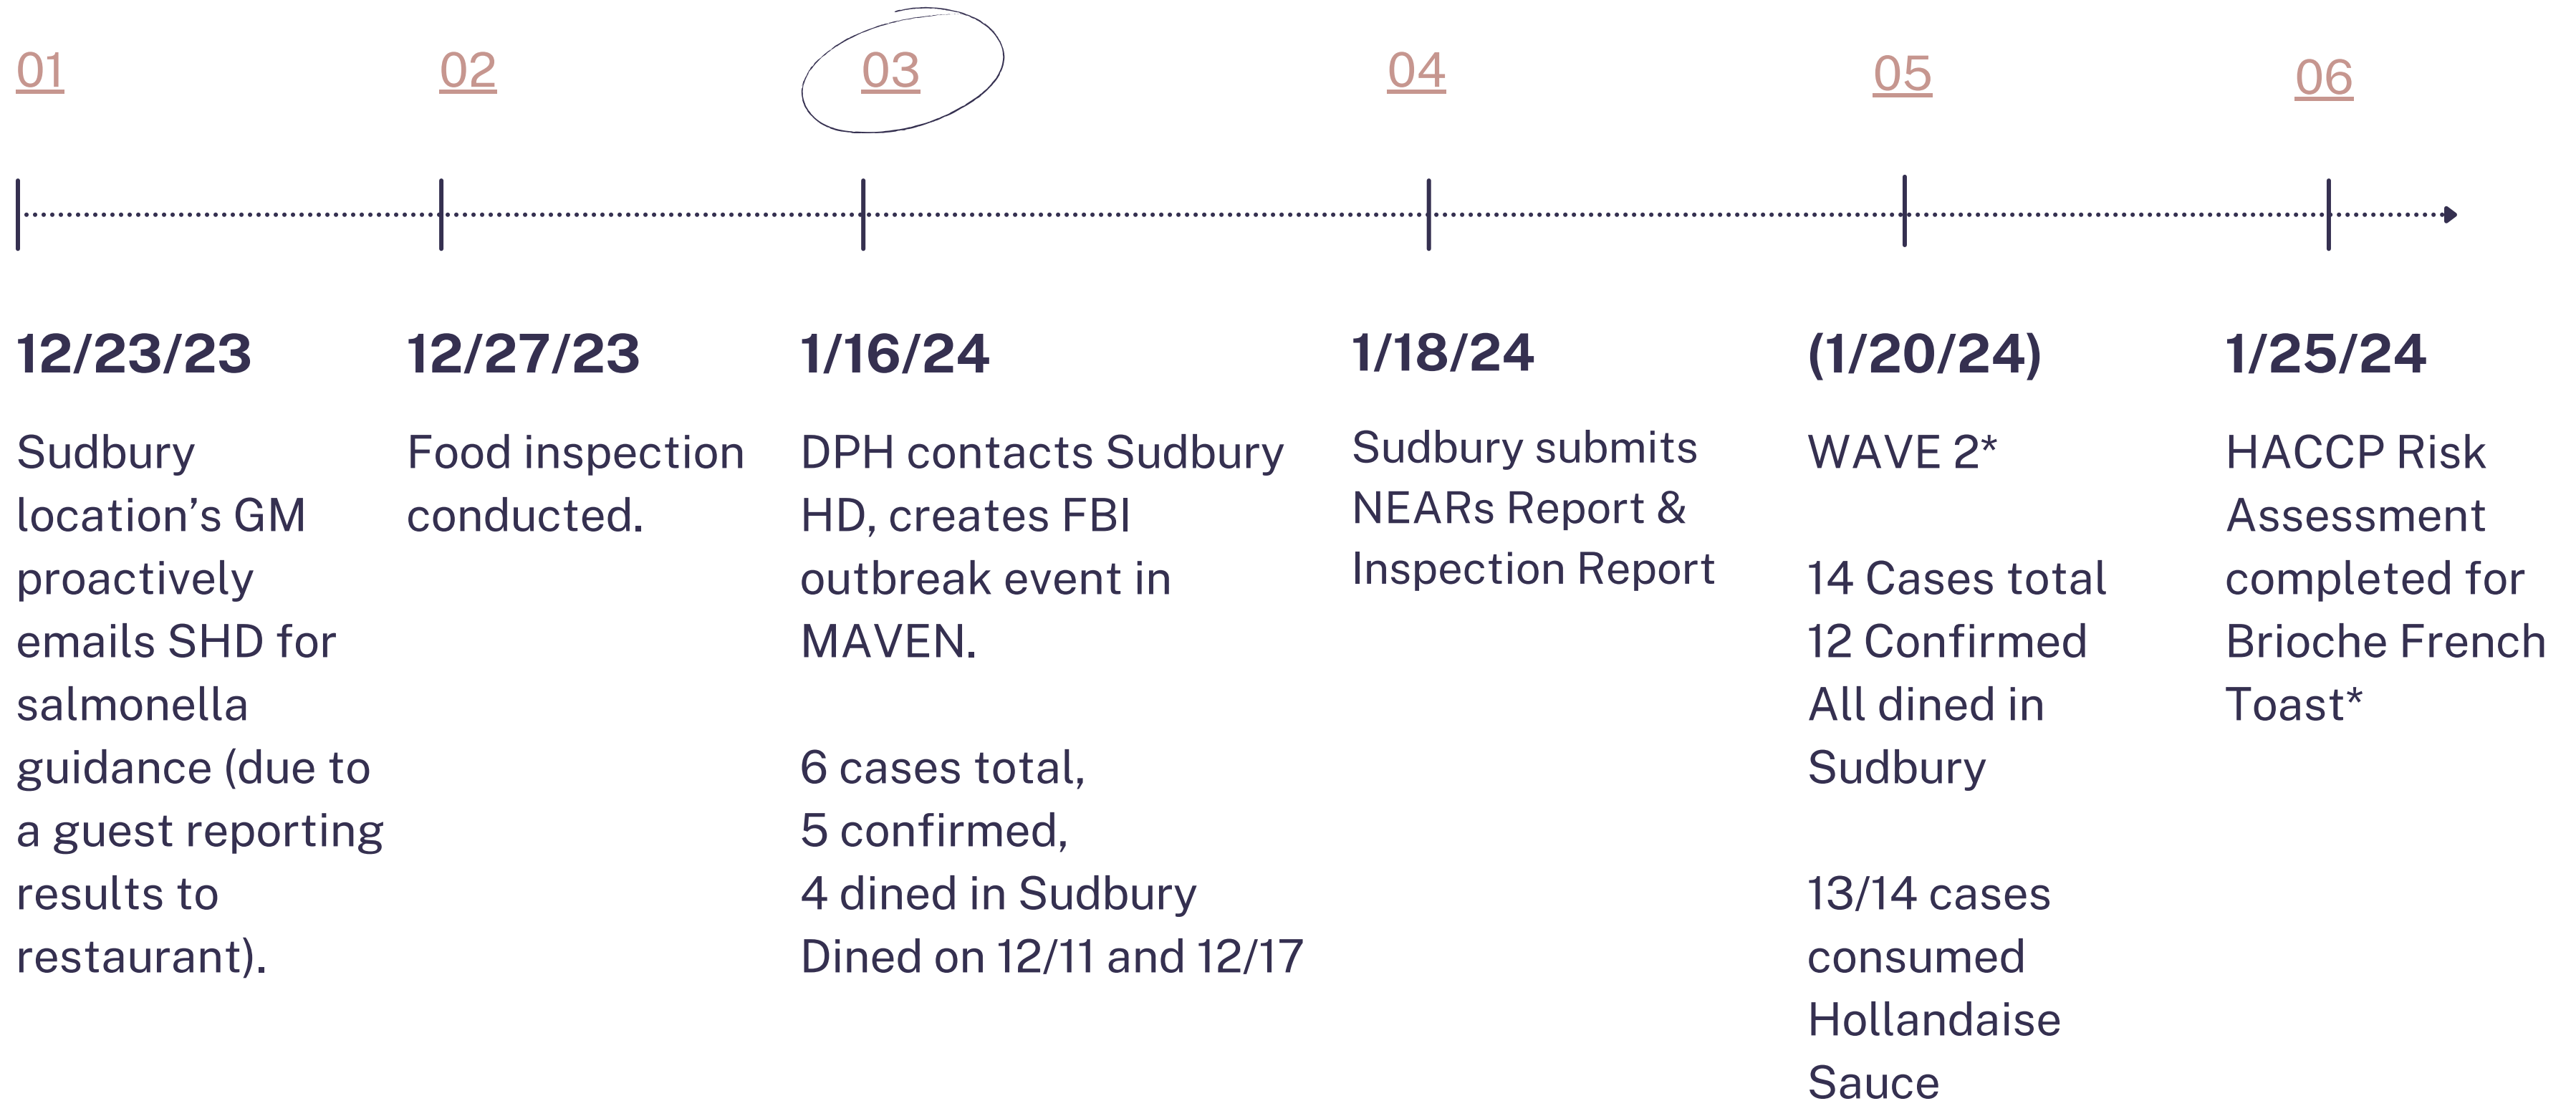 01
02
03
04
05
06
12/23/23
Sudbury
location’s GM
proactively
emails SHD for
salmonella
guidance (due to
a guest reporting
results to
restaurant).
12/27/23
Food inspection
conducted.
1/16/24
DPH contacts Sudbury
HD, creates FBI
outbreak event in
MAVEN.
6 cases total,
5 confirmed,
4 dined in Sudbury
Dined on 12/11 and 12/17
1/18/24
Sudbury submits
NEARs Report &
Inspection Report
(1/20/24)
WAVE 2*
14 Cases total
12 Confirmed
All dined in
Sudbury
13/14 cases
consumed
Hollandaise
Sauce
1/25/24
HACCP Risk
Assessment
completed for
Brioche French
Toast*